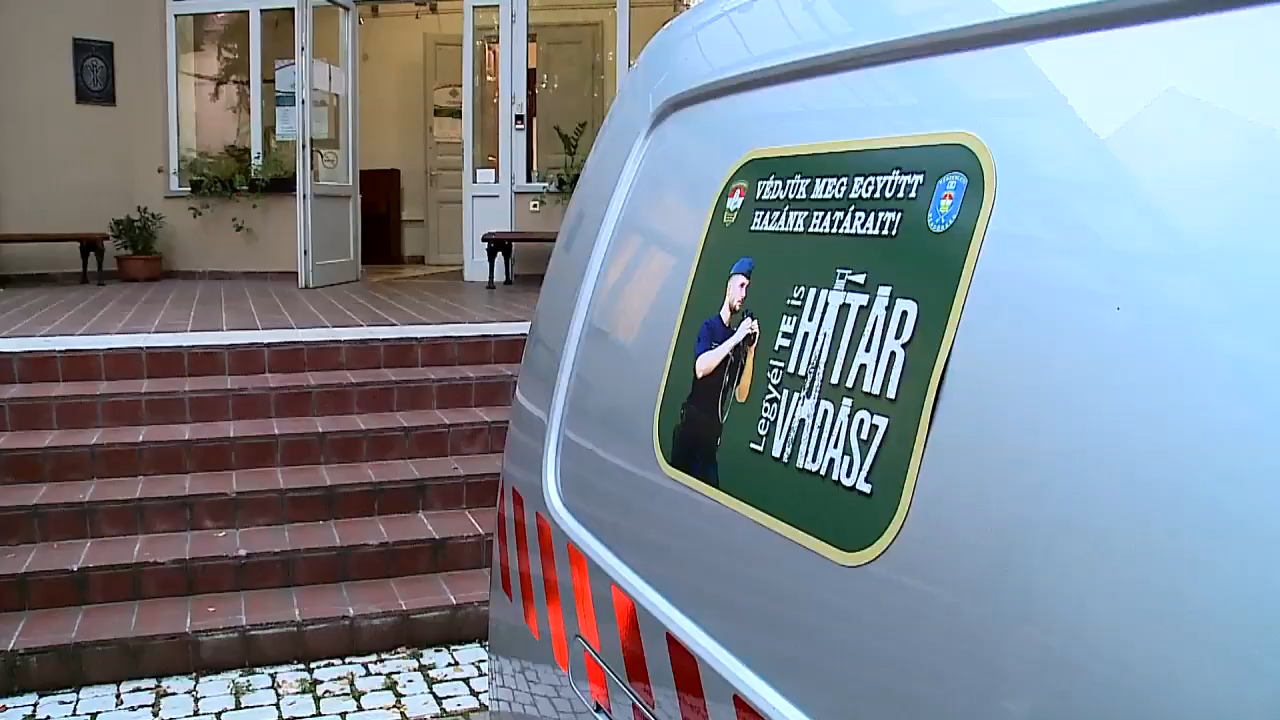 VÉDJÜK MEG EGYÜTT
HAZÁNK HATÁRAIT!
Legyél TE is
HATÁR
VADÁSZ